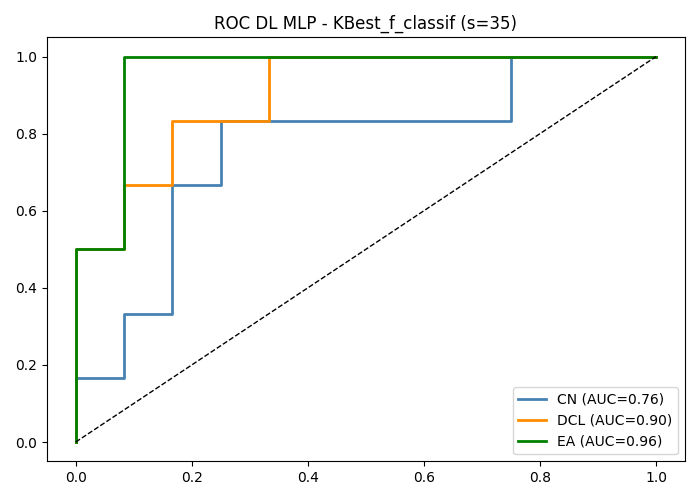 ROC DL MLP - KBest_f_classif (s=35)
1.0
0.8
0.6
0.4
0.2
0.0
0.0 0.2 0.4 0.6 0.8 1.0
CN (AUC=0.76)
DCL (AUC=0.90)
EA (AUC=0.96)